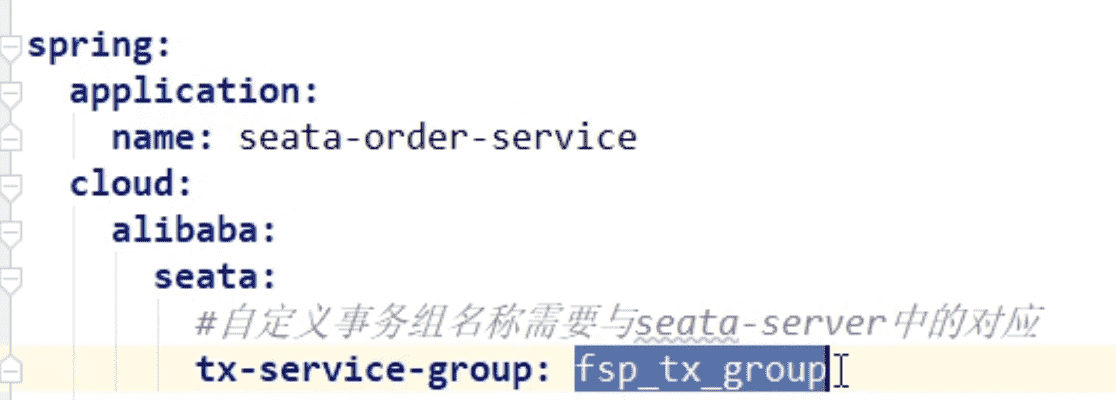 spring:
application:
name: seata-order-service
cloud:
alibaba:
seata:
#自定义事务组名称需要与seata-server中的对应
tx-service-group: fsp_tx_group